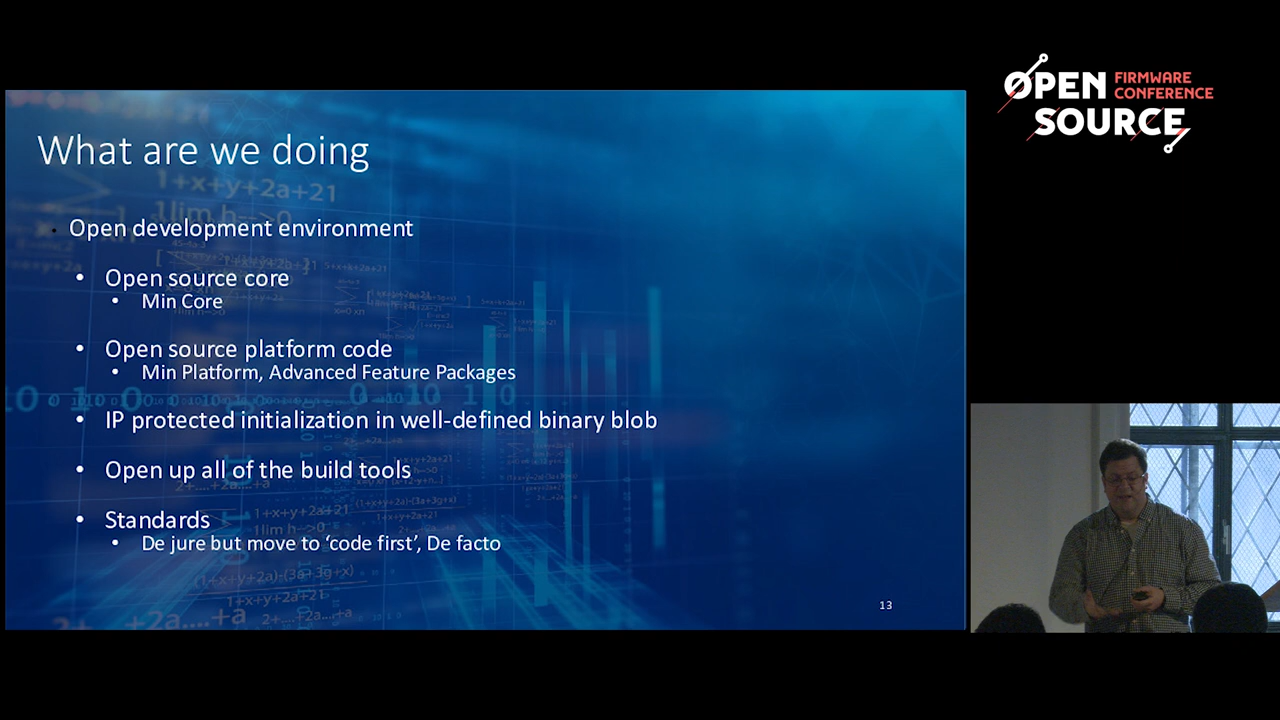 OPEN FIRMWARE
CONFERENCE
SOURCE
What are we doing
Open development environment
• Open source core
• Min Core
• Open source platform code
• Min Platform, Advanced Feature Packages
• IP protected initialization in well-defined binary blob
• Open up all of the build tools
• Standards
• De jure but move to ‘code first’, De facto
13